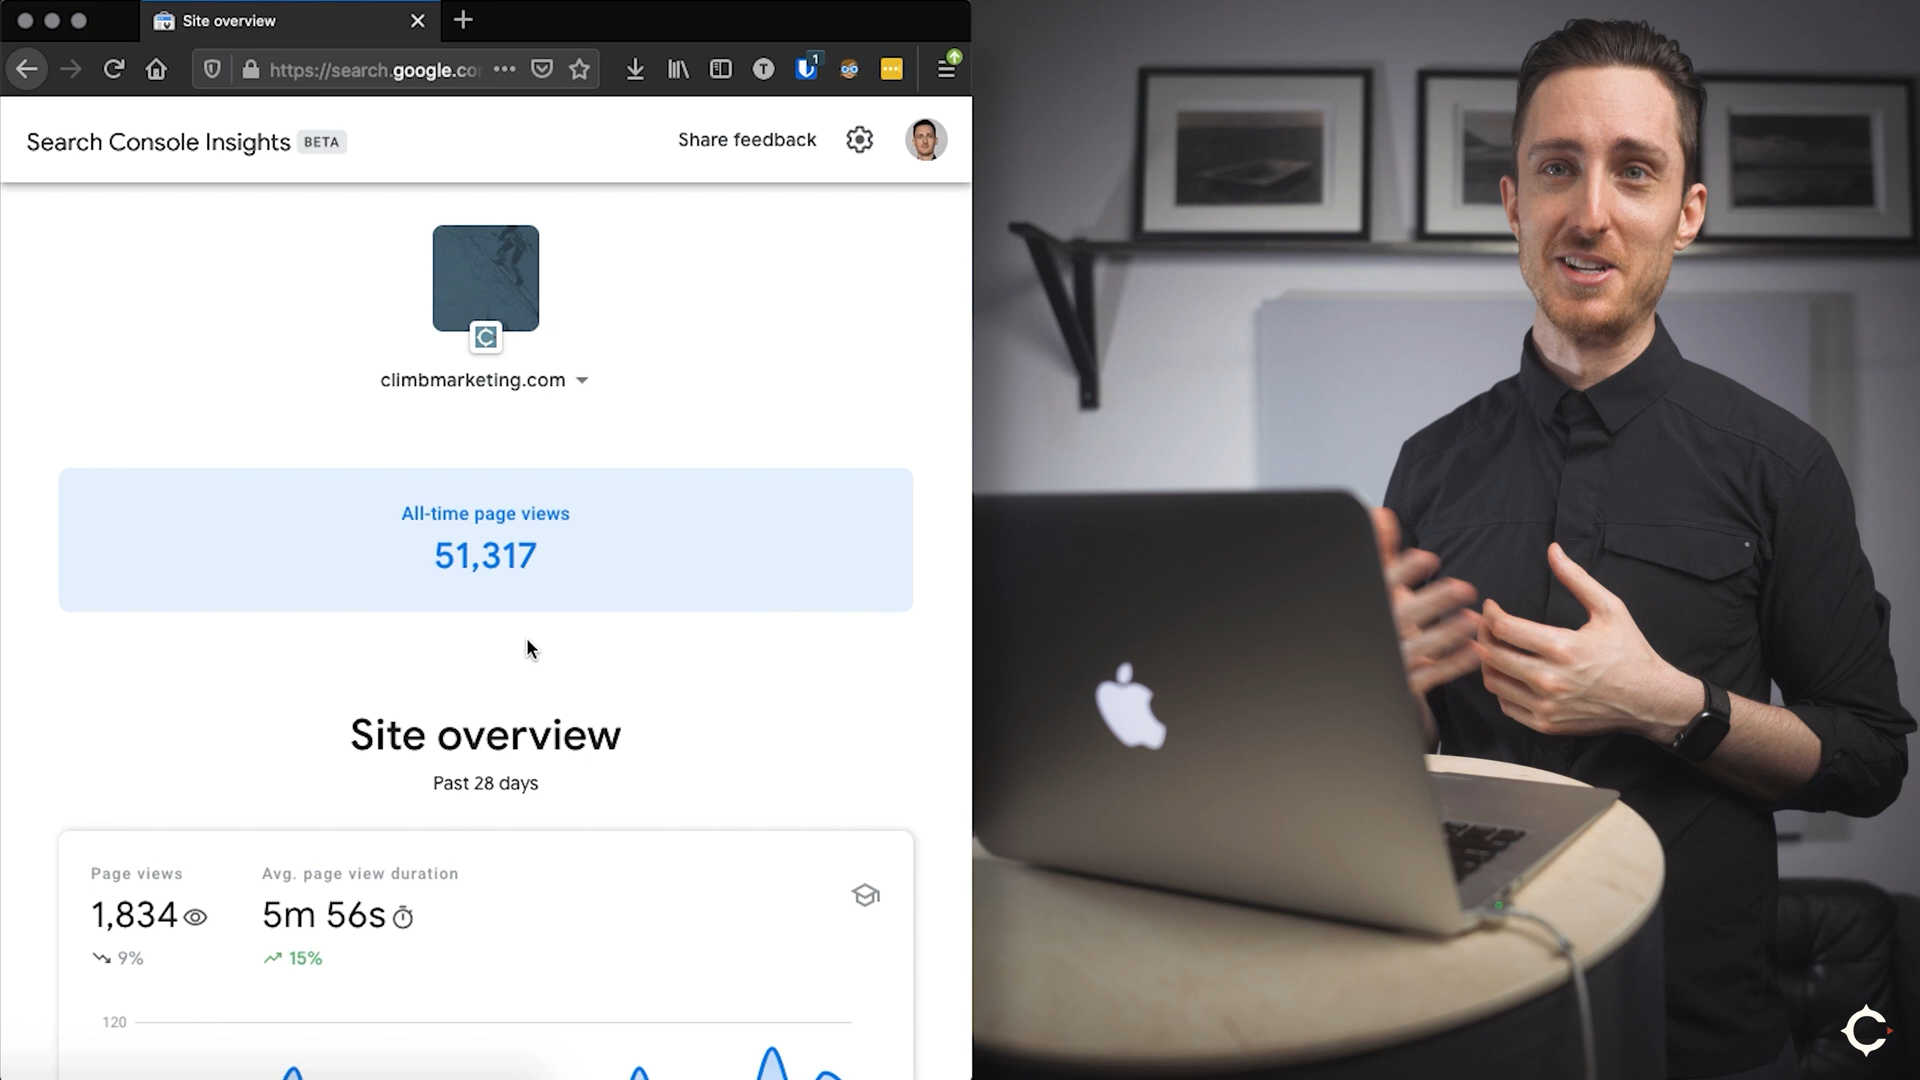 Site overview
https://search.google.co
1
Search Console Insights BETA
Share feedback
climbmarketing.com
All-time page views
51,317
Site overview
Past 28 days
Page views
Avg. page view duration
1,834
5m 56s
9%
15%
120